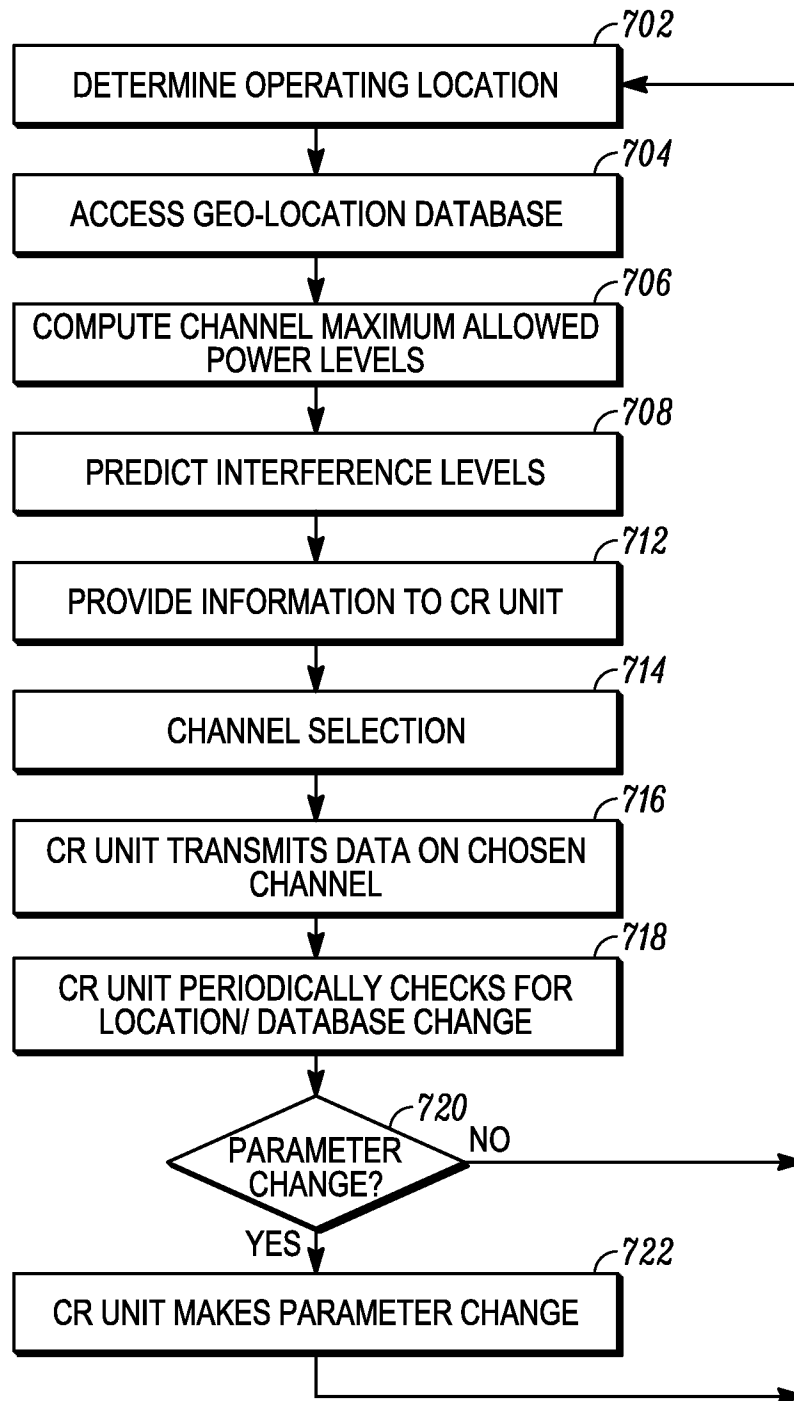 702
DETERMINE OPERATING LOCATION
704
ACCESS GEO-LOCATION DATABASE
706
COMPUTE CHANNEL MAXIMUM ALLOWED
POWER LEVELS
708
PREDICT INTERFERENCE LEVELS
712
PROVIDE INFORMATION TO CR UNIT
714
CHANNEL SELECTION
716
CR UNIT TRANSMITS DATA ON CHOSEN
CHANNEL
718
CR UNIT PERIODICALLY CHECKS FOR
LOCATION/ DATABASE CHANGE
720
PARAMETER
CHANGE?
NO
YES
722
CR UNIT MAKES PARAMETER CHANGE